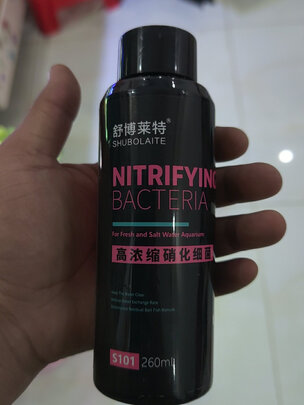 舒博莱特®
SHUBOLAITE
NITRIFYING
BACTERIA
For Fresh and Salt Water Aquarium
高浓缩硝化细菌
S101 260mL